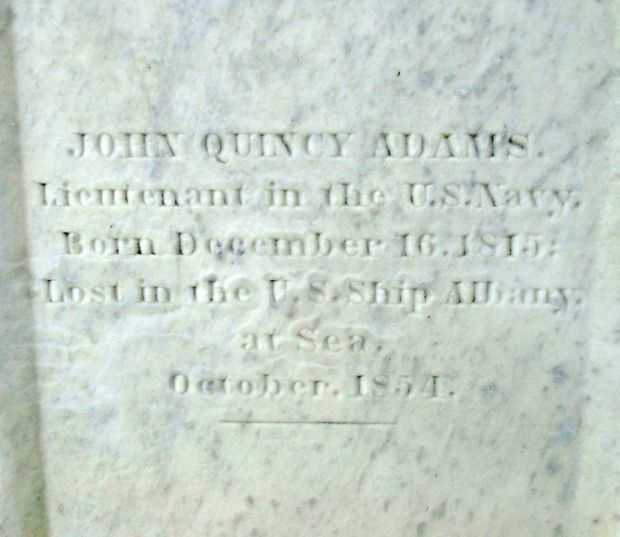 JOHN QUINCY ADAMS.
Lieutenant in the U.S. Navy.
Born December 16. 1815;
Lost in the U. S. Ship Albany.
at Sea.
October. 1854.